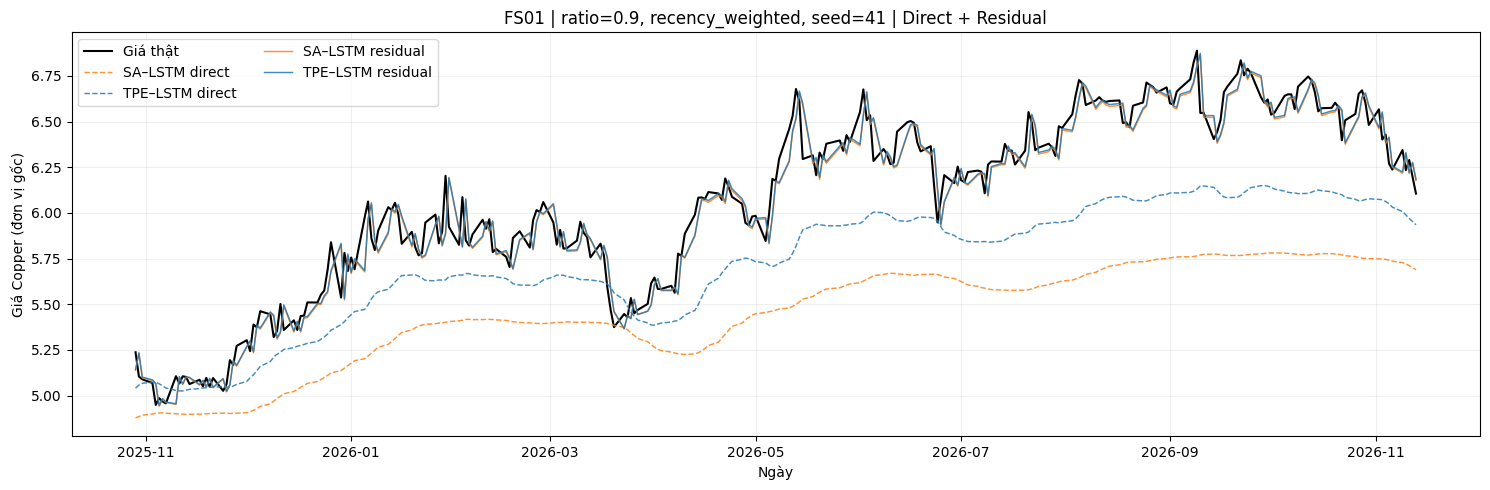 FS01 | ratio=0.9, recency_weighted, seed=41 | Direct + Residual
Giá thật
SA–LSTM direct
TPE–LSTM direct
SA–LSTM residual
TPE–LSTM residual
Giá Copper (đơn vị gốc)
6.75
6.50
6.25
6.00
5.75
5.50
5.25
5.00
2025-11
2026-01
2026-03
2026-05
2026-07
2026-09
2026-11
Ngày